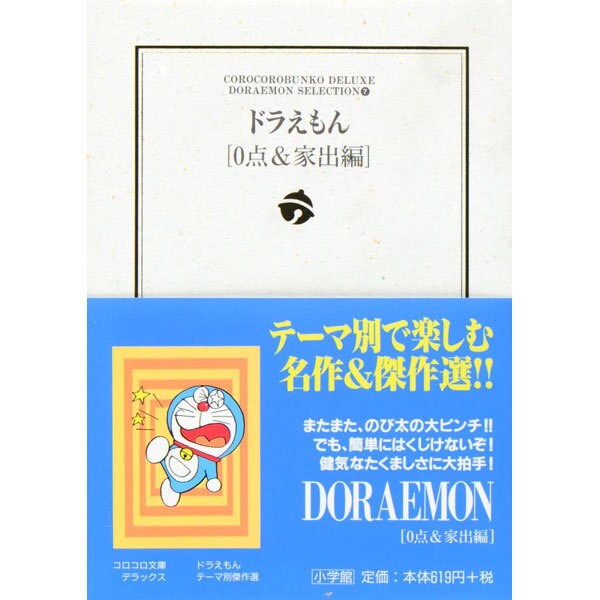 COROCOROBUNKO DELUXE
DORAEMON SELECTION❼
ドラえもん
[0点&家出編]
テーマ別で楽しむ
名作&傑作選!!
またまた、のび太の大ピンチ!!
でも、簡単にはくじけないぞ!
健気なたくましさに大拍手!
DORAEMON
[0点&家出編]
コロコロ文庫
デラックス
ドラえもん
テーマ別傑作選
小学館 定価:本体619円+税